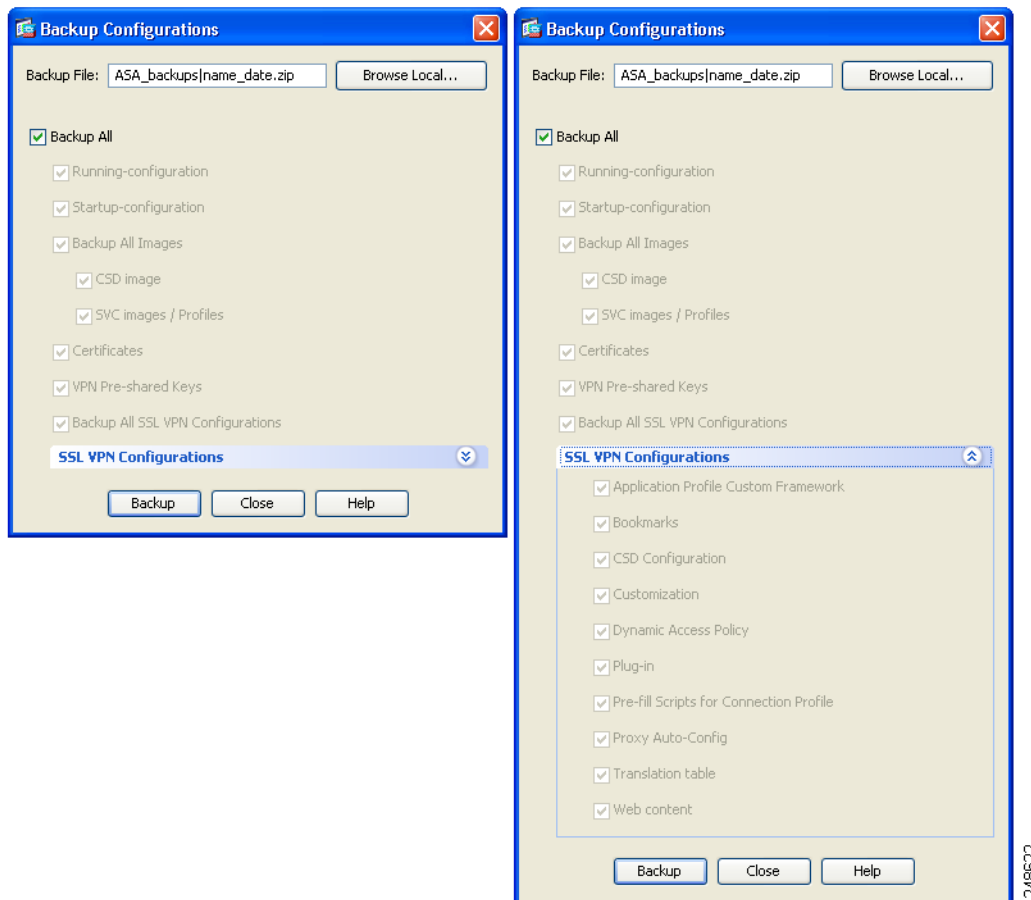 Backup Configurations
Backup File: ASA_backups|name_date.zip Browse Local...
Backup All
Running-configuration
Startup-configuration
Backup All Images
CSD image
SVC images / Profiles
Certificates
VPN Pre-shared Keys
Backup All SSL VPN Configurations
SSL VPN Configurations
Backup Close Help
Backup Configurations
Backup File: ASA_backups|name_date.zip Browse Local...
Backup All
Running-configuration
Startup-configuration
Backup All Images
CSD image
SVC images / Profiles
Certificates
VPN Pre-shared Keys
Backup All SSL VPN Configurations
SSL VPN Configurations
Application Profile Custom Framework
Bookmarks
CSD Configuration
Customization
Dynamic Access Policy
Plug-in
Pre-fill Scripts for Connection Profile
Proxy Auto-Config
Translation table
Web content
Backup Close Help